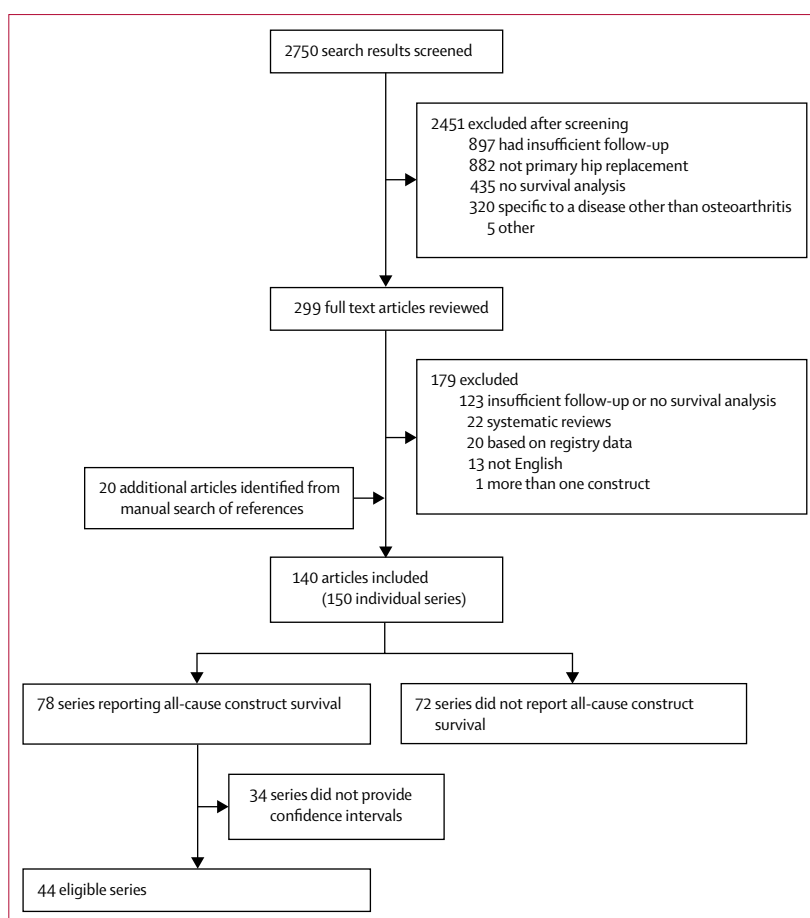 2750 search results screened
2451 excluded after screening
897 had insufficient follow-up
882 not primary hip replacement
435 no survival analysis
320 specific to a disease other than osteoarthritis
5 other
299 full text articles reviewed
179 excluded
123 insufficient follow-up or no survival analysis
22 systematic reviews
20 based on registry data
13 not English
1 more than one construct
20 additional articles identified from
manual search of references
140 articles included
(150 individual series)
78 series reporting all-cause construct survival
72 series did not report all-cause construct
survival
34 series did not provide
confidence intervals
44 eligible series